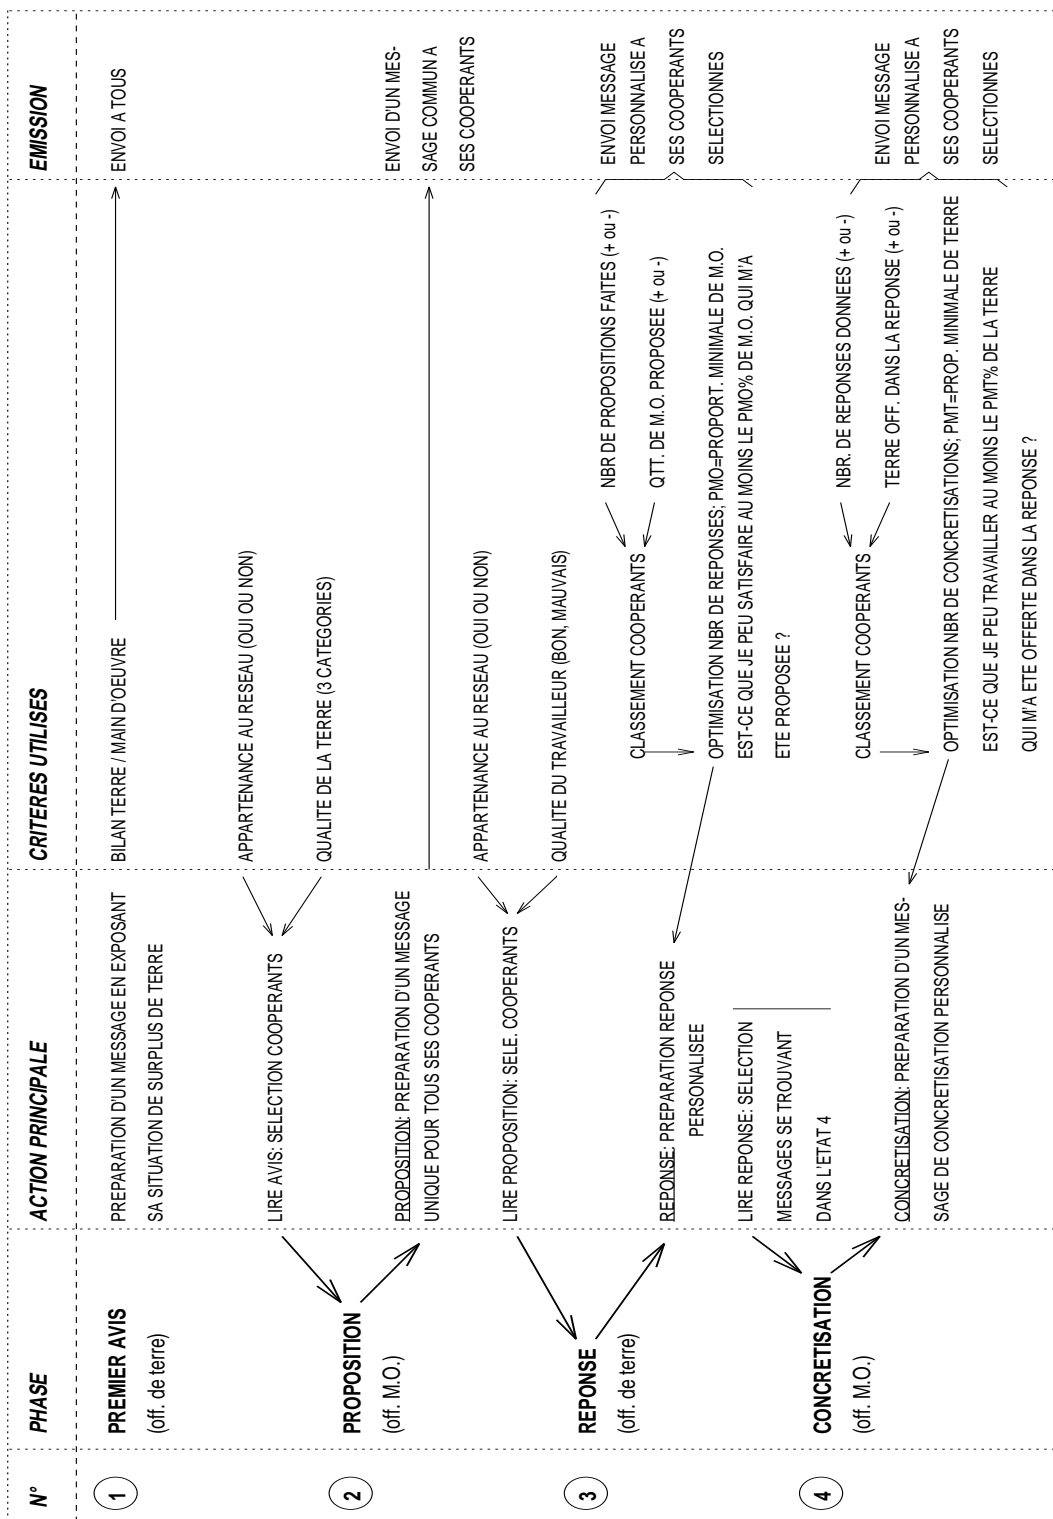 N° PHASE ACTION PRINCIPALE CRITERES UTILISES EMISSION
1
PREMIER AVIS
(off. de terre)
PREPARATION D'UN MESSAGE EN EXPOSANT
SA SITUATION DE SURPLUS DE TERRE
BILAN TERRE / MAIN D'OEUVRE
ENVOI A TOUS
2
PROPOSITION
(off. M.O.)
LIRE AVIS: SELECTION COOPERANTS
APPARTENANCE AU RESEAU (OUI OU NON)
QUALITE DE LA TERRE (3 CATEGORIES)
PROPOSITION: PREPARATION D'UN MESSAGE
UNIQUE POUR TOUS SES COOPERANTS
ENVOI D'UN MES-
SAGE COMMUN A
SES COOPERANTS
3
REPONSE
(off. de terre)
LIRE PROPOSITION: SELE. COOPERANTS
APPARTENANCE AU RESEAU (OUI OU NON)
QUALITE DU TRAVAILLEUR (BON, MAUVAIS)
REPONSE: PREPARATION REPONSE
PERSONALISEE
CLASSEMENT COOPERANTS
NBR DE PROPOSITIONS FAITES (+ ou -)
QTT. DE M.O. PROPOSEE (+ ou -)
OPTIMISATION NBR DE REPONSES; PMO=PROPORT. MINIMALE DE M.O.
EST-CE QUE JE PEU SATISFAIRE AU MOINS LE PMO% DE M.O. QUI M'A
ETE PROPOSEE ?
ENVOI MESSAGE
PERSONNALISE A
SES COOPERANTS
SELECTIONNES
4
CONCRETISATION
(off. M.O.)
LIRE REPONSE: SELECTION
MESSAGES SE TROUVANT
DANS L'ETAT 4
CONCRETISATION: PREPARATION D'UN MES-
SAGE DE CONCRETISATION PERSONNALISE
CLASSEMENT COOPERANTS
NBR. DE REPONSES DONNEES (+ ou -)
TERRE OFF. DANS LA REPONSE (+ ou -)
OPTIMISATION NBR DE CONCRETISATIONS; PMT=PROP. MINIMALE DE TERRE
EST-CE QUE JE PEU TRAVAILLER AU MOINS LE PMT% DE LA TERRE
QUI M'A ETE OFFERTE DANS LA REPONSE ?
ENVOI MESSAGE
PERSONNALISE A
SES COOPERANTS
SELECTIONNES